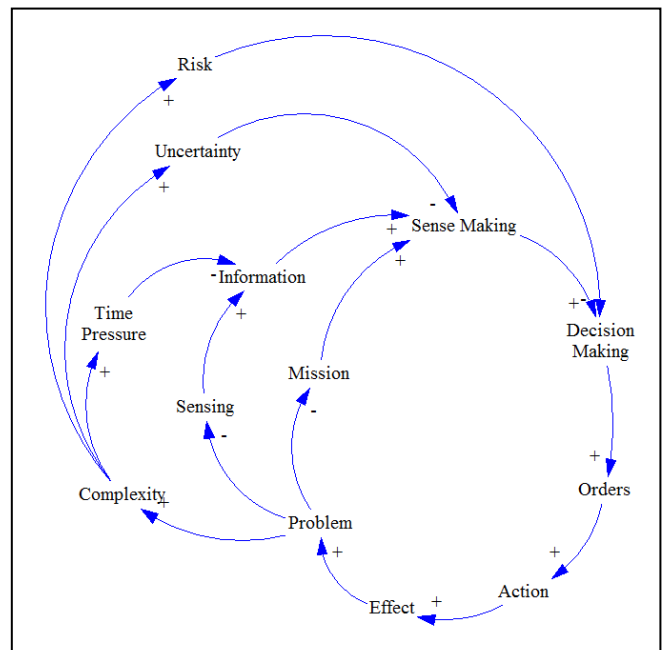 Risk
+
Uncertainty
+
-
Sense Making
+
+
-Information
+
Time
Pressure
+
+-
Decision
Making
Mission
-
Sensing
-
+
Orders
Complexity
+
Problem
+
+
Action
+
Effect